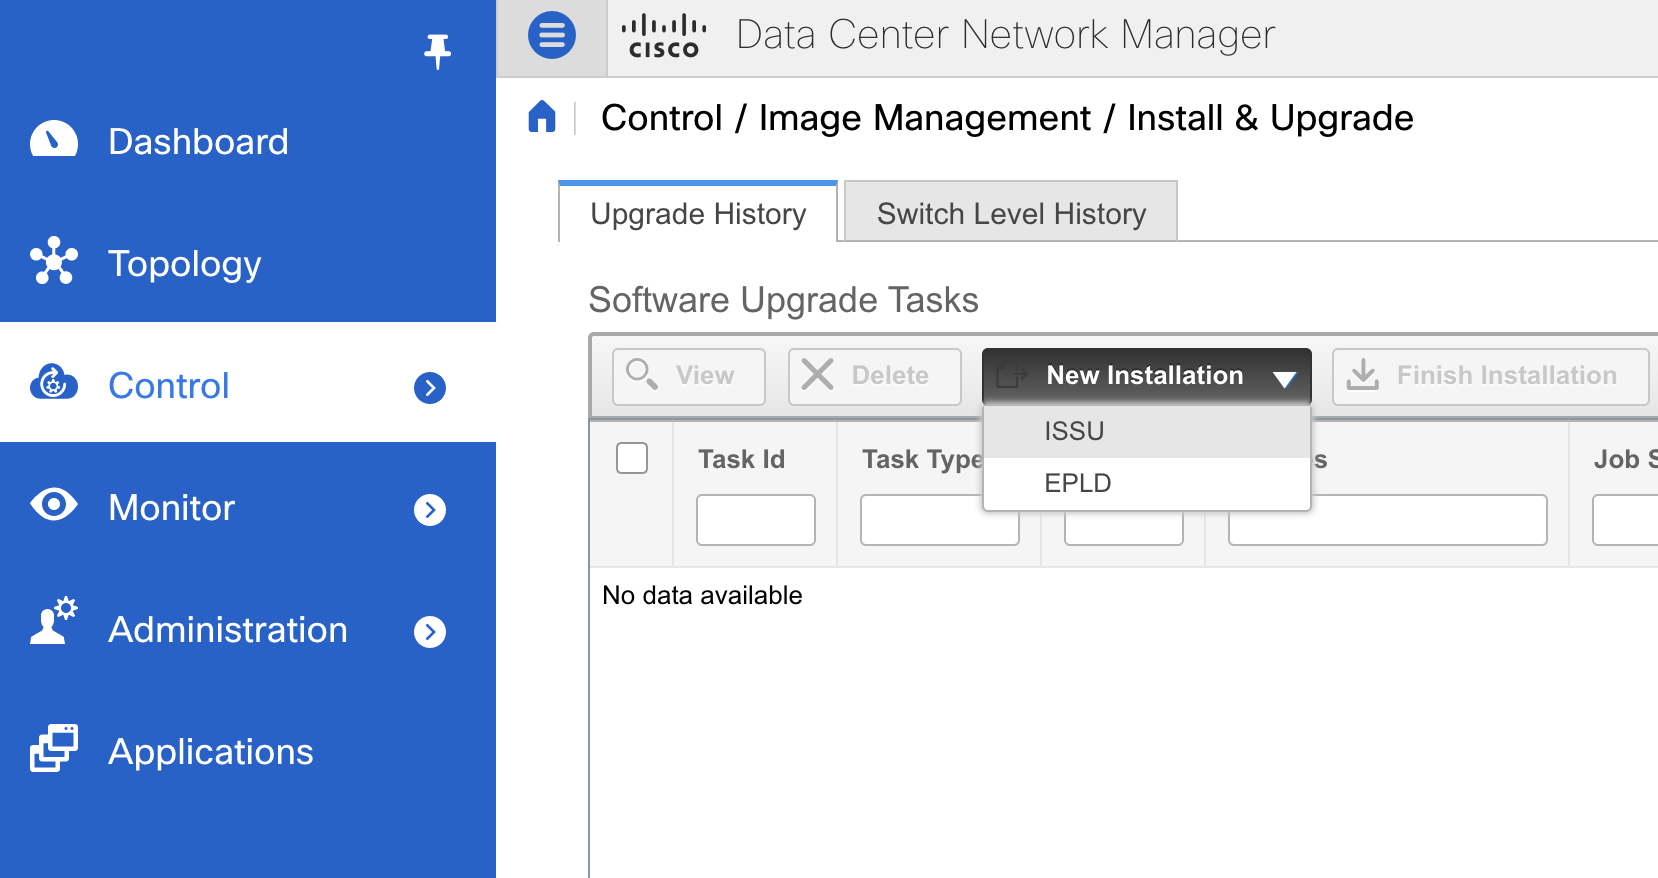 CISCO Data Center Network Manager
Control / Image Management / Install & Upgrade
Dashboard
Topology
Control
Monitor
Administration
Applications
Upgrade History Switch Level History
Software Upgrade Tasks
View Delete New Installation Finish Installation
ISSU
EPLD
Task Id Task Type s Job S
No data available